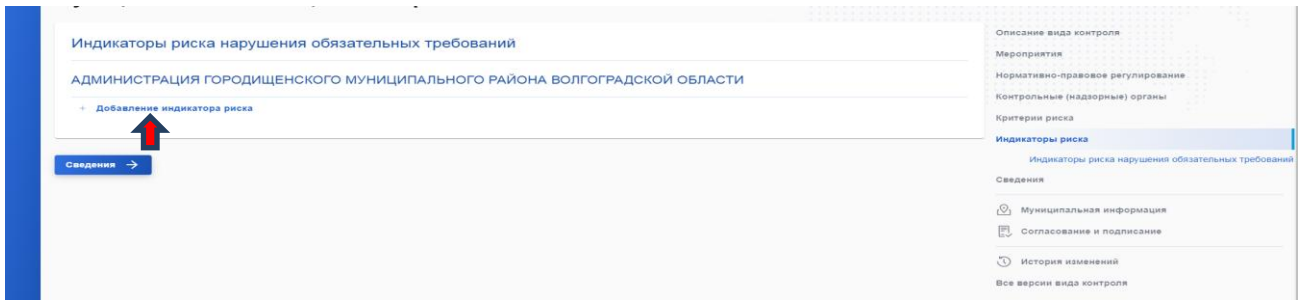 Индикаторы риска нарушения обязательных требований
АДМИНИСТРАЦИЯ ГОРОДИЩЕНСКОГО МУНИЦИПАЛЬНОГО РАЙОНА ВОЛГОГРАДСКОЙ ОБЛАСТИ
+ Добавление индикатора риска
Сведения →
Описание вида контроля
Мероприятия
Нормативно-правовое регулирование
Контрольные (надзорные) органы
Критерии риска
Индикаторы риска
Индикаторы риска нарушения обязательных требований
Сведения
Муниципальная информация
Согласование и подписание
История изменений
Все версии вида контроля